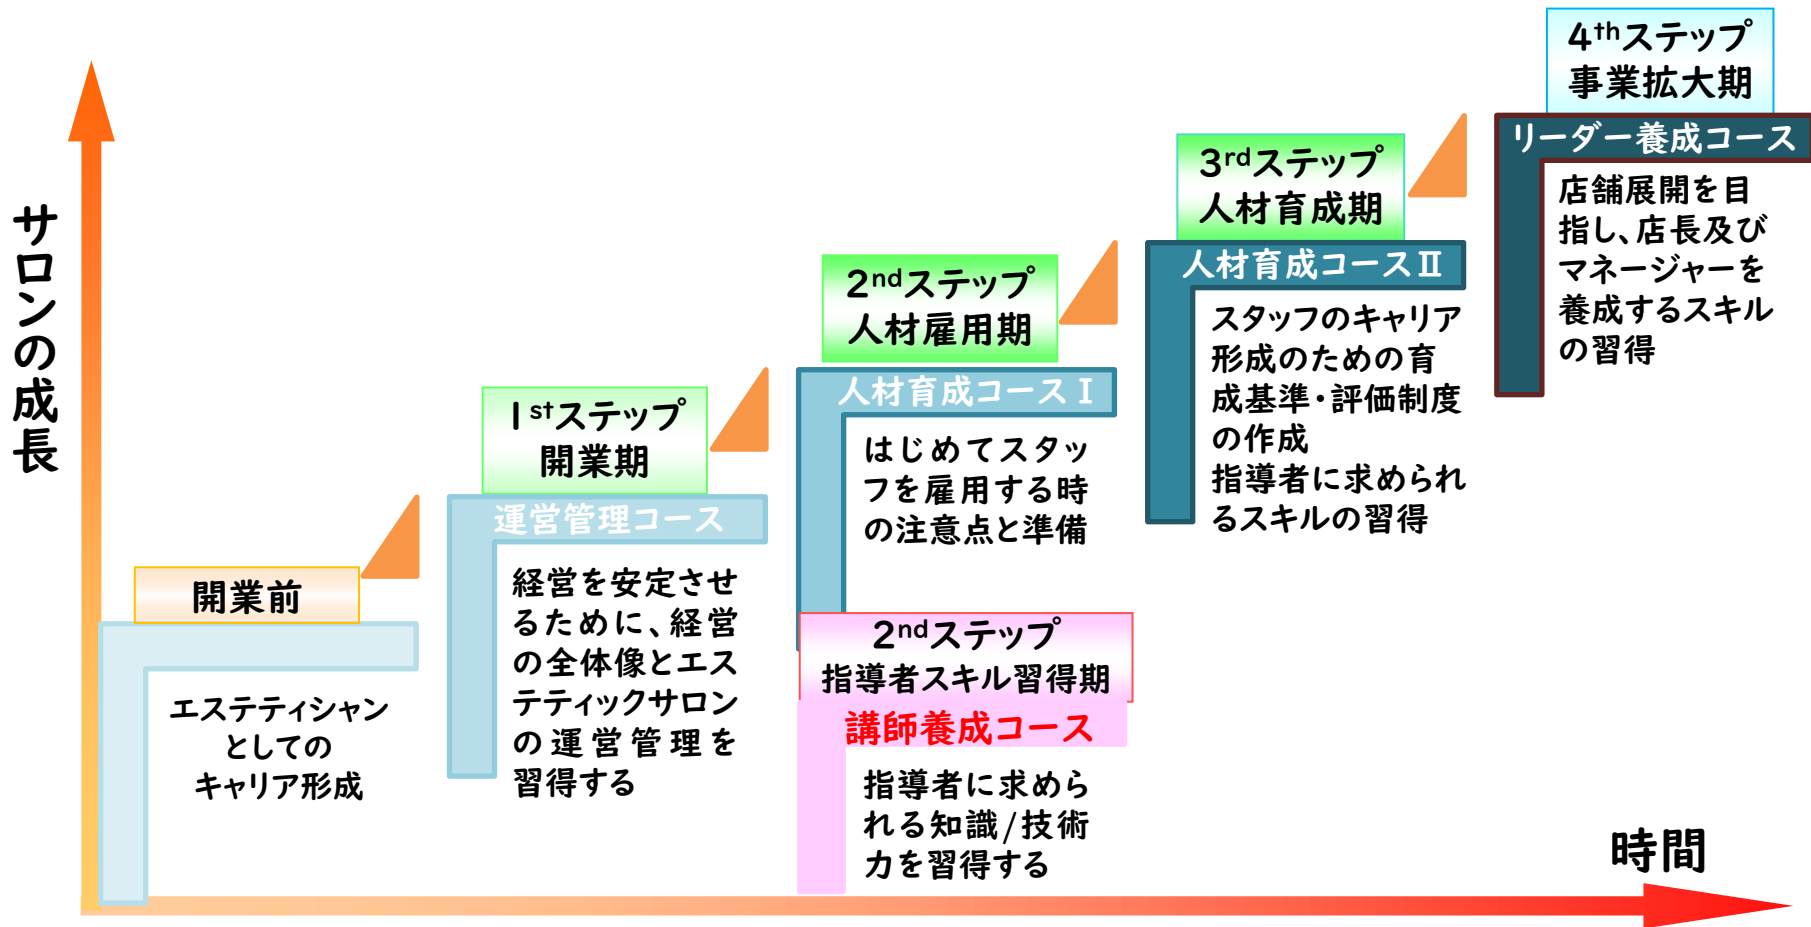 サロンの成長
開業前
エステティシャン
としての
キャリア形成
1stステップ
開業期
運営管理コース
経営を安定させ
るために、経営
の全体像とエス
テティックサロン
の運営管理を
習得する
2ndステップ
人材雇用期
人材育成コースⅠ
はじめてスタッ
フを雇用する時
の注意点と準備
2ndステップ
指導者スキル習得期
講師養成コース
指導者に求めら
れる知識/技術
力を習得する
3rdステップ
人材育成期
人材育成コースⅡ
スタッフのキャリア
形成のための育
成基準・評価制度
の作成
指導者に求められ
るスキルの習得
4thステップ
事業拡大期
リーダー養成コース
店舗展開を目
指し、店長及び
マネージャーを
養成するスキル
の習得
時間